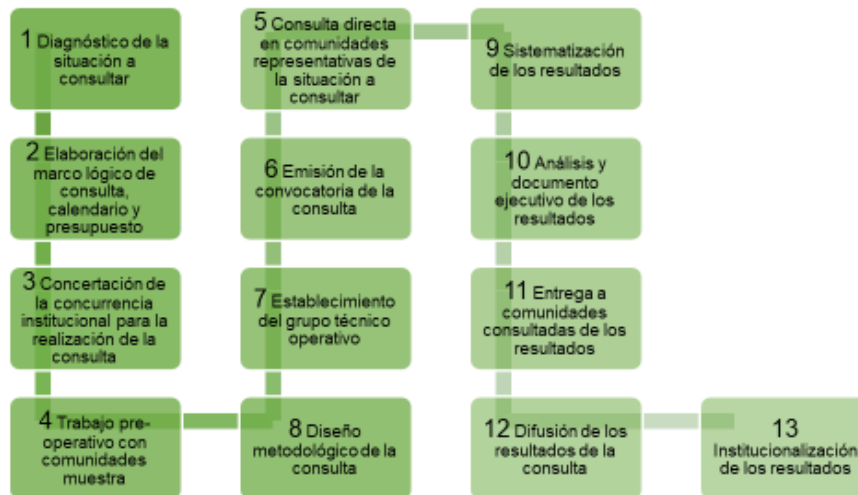 1 Diagnóstico de la
situación a
consultar
2 Elaboración del
marco lógico de
consulta,
calendario y
presupuesto
3 Concertación de
la concurrencia
institucional para la
realización de la
consulta
4 Trabajo pre-
operativo con
comunidades
muestra
5 Consulta directa
en comunidades
representativas de
la situación a
consultar
6 Emisión de la
convocatoria de la
consulta
7 Establecimiento
del grupo técnico
operativo
8 Diseño
metodológico de la
consulta
9 Sistematización
de los resultados
10 Análisis y
documento
ejecutivo de los
resultados
11 Entrega a
comunidades
consultadas de los
resultados
12 Difusión de los
resultados de la
consulta
13
Institucionalización
de los resultados